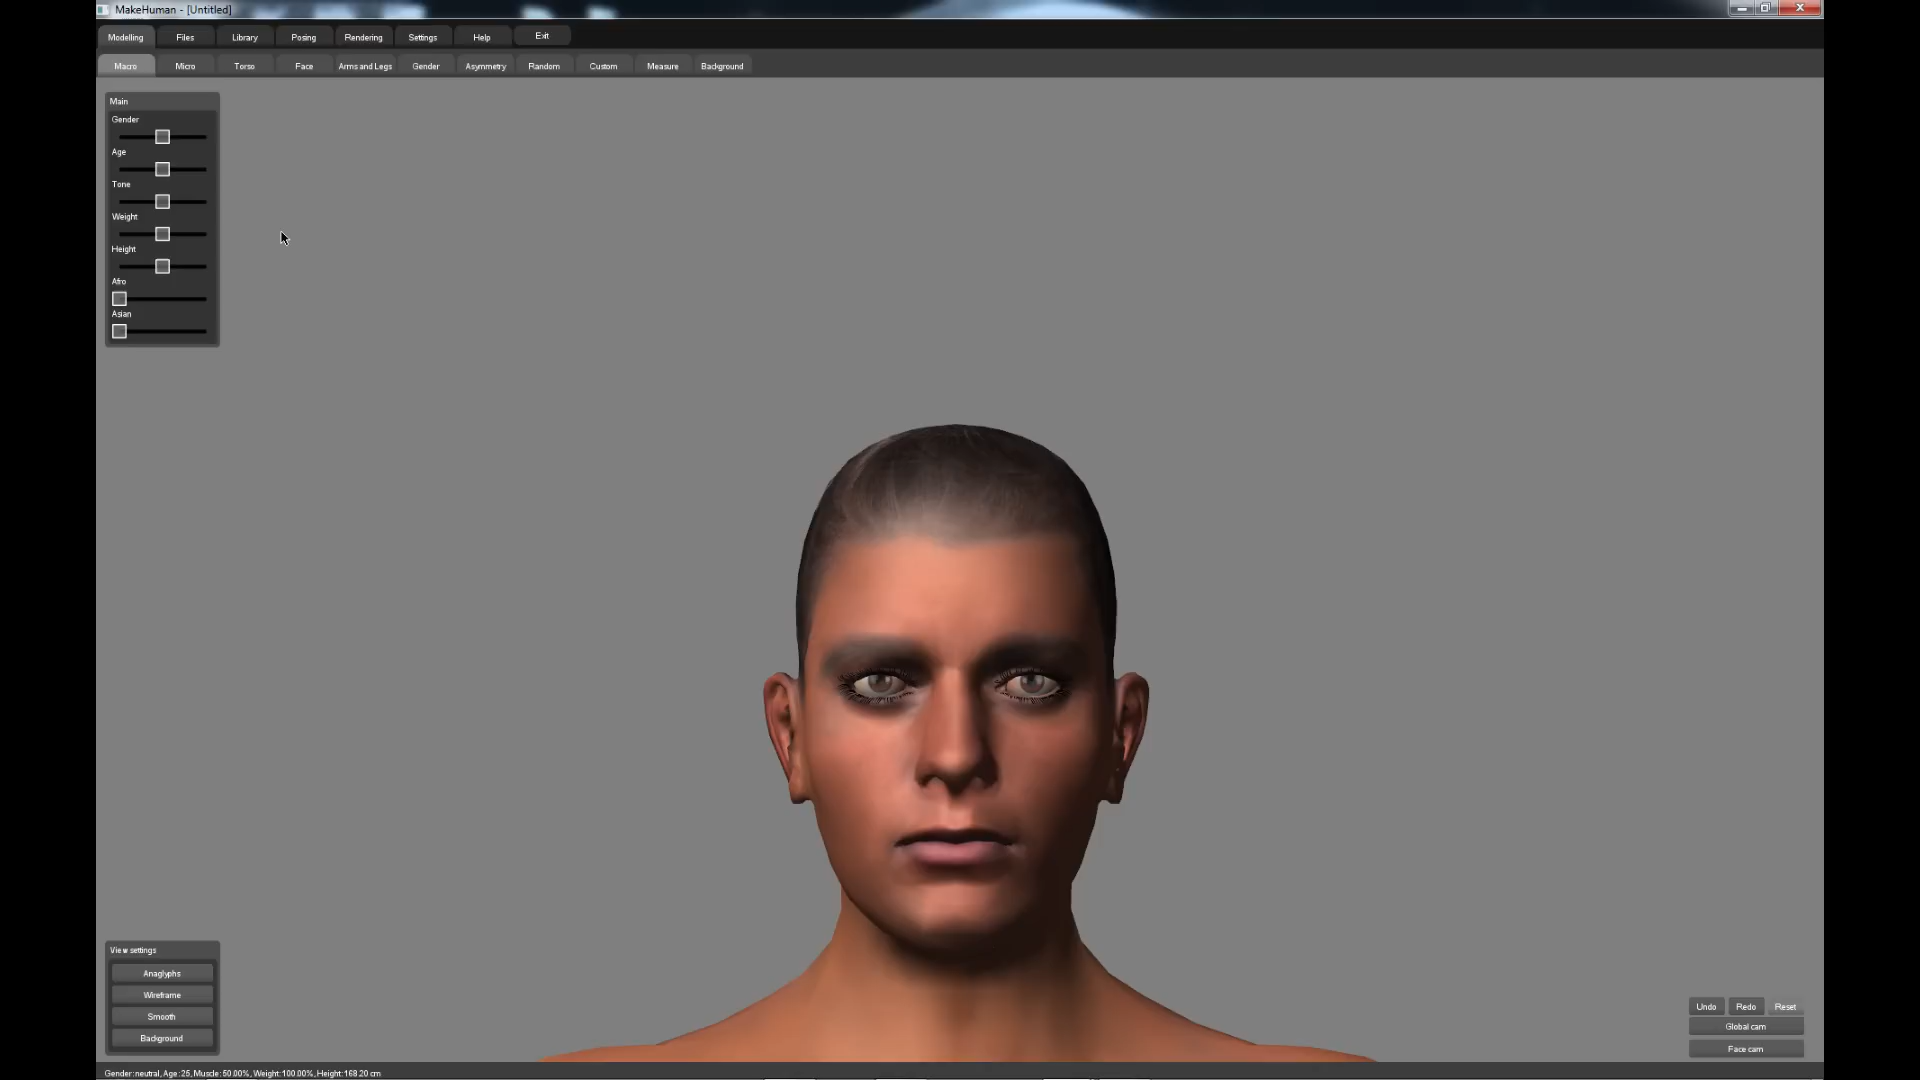 MakeHuman - [Untitled]
Modelling Files Library Posing Rendering Settings Help Exit
Macro Micro Torso Face Arms and Legs Gender Asymmetry Random Custom Measure Background
Main
Gender
Age
Tone
Weight
Height
Afro
Asian
View settings
Anaglyphs
Wireframe
Smooth
Background
Undo Redo Reset
Global cam
Face cam
Gender: neutral, Age: 25, Muscle: 50.00%, Weight: 100.00%, Height: 168.20 cm